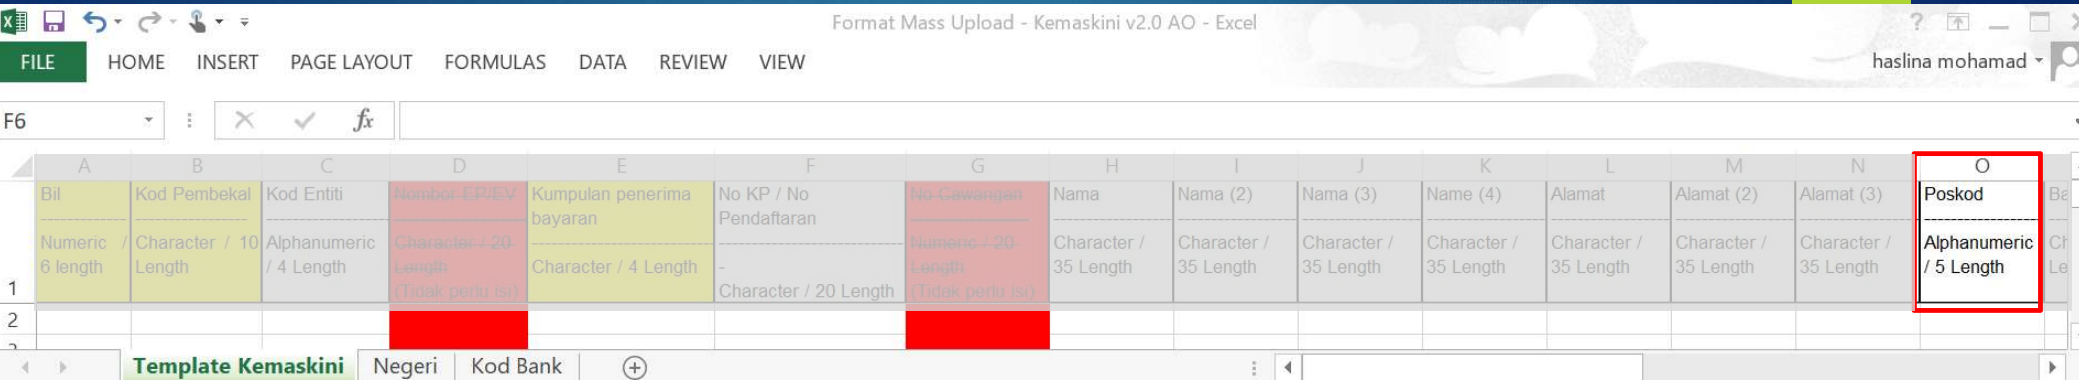 Format Mass Upload - Kemaskini v2.0 AO - Excel
?
FILE HOME INSERT PAGE LAYOUT FORMULAS DATA REVIEW VIEW
haslina mohamad
F6
fx
A B C D E F G H I J K L M N O
Bil
--------------
Numeric /
6 length
Kod Pembekal
--------------
Character / 10
Length
Kod Entiti
--------------
Alphanumeric
/ 4 Length
Nombor EP/EV
--------------
Character / 20
Length
(Tidak perlu isi)
Kumpulan penerima
bayaran
--------------
Character / 4 Length
No KP / No
Pendaftaran
--------------
-
Character / 20 Length
No Cawangan
--------------
Numeric / 20
Length
(Tidak perlu isi)
Nama
--------------
Character /
35 Length
Nama (2)
--------------
Character /
35 Length
Nama (3)
--------------
Character /
35 Length
Name (4)
--------------
Character /
35 Length
Alamat
--------------
Character /
35 Length
Alamat (2)
--------------
Character /
35 Length
Alamat (3)
--------------
Character /
35 Length
Poskod
--------------
Alphanumeric
/ 5 Length
Ba
Ch
Le
1
2
Template Kemaskini Negeri Kod Bank